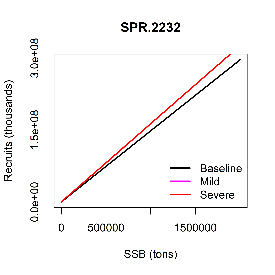 SPR.2232
Recruits (thousands)
3.0e+08
1.5e+08
0.0e+00
Baseline
Mild
Severe
0 500000 1500000
SSB (tons)